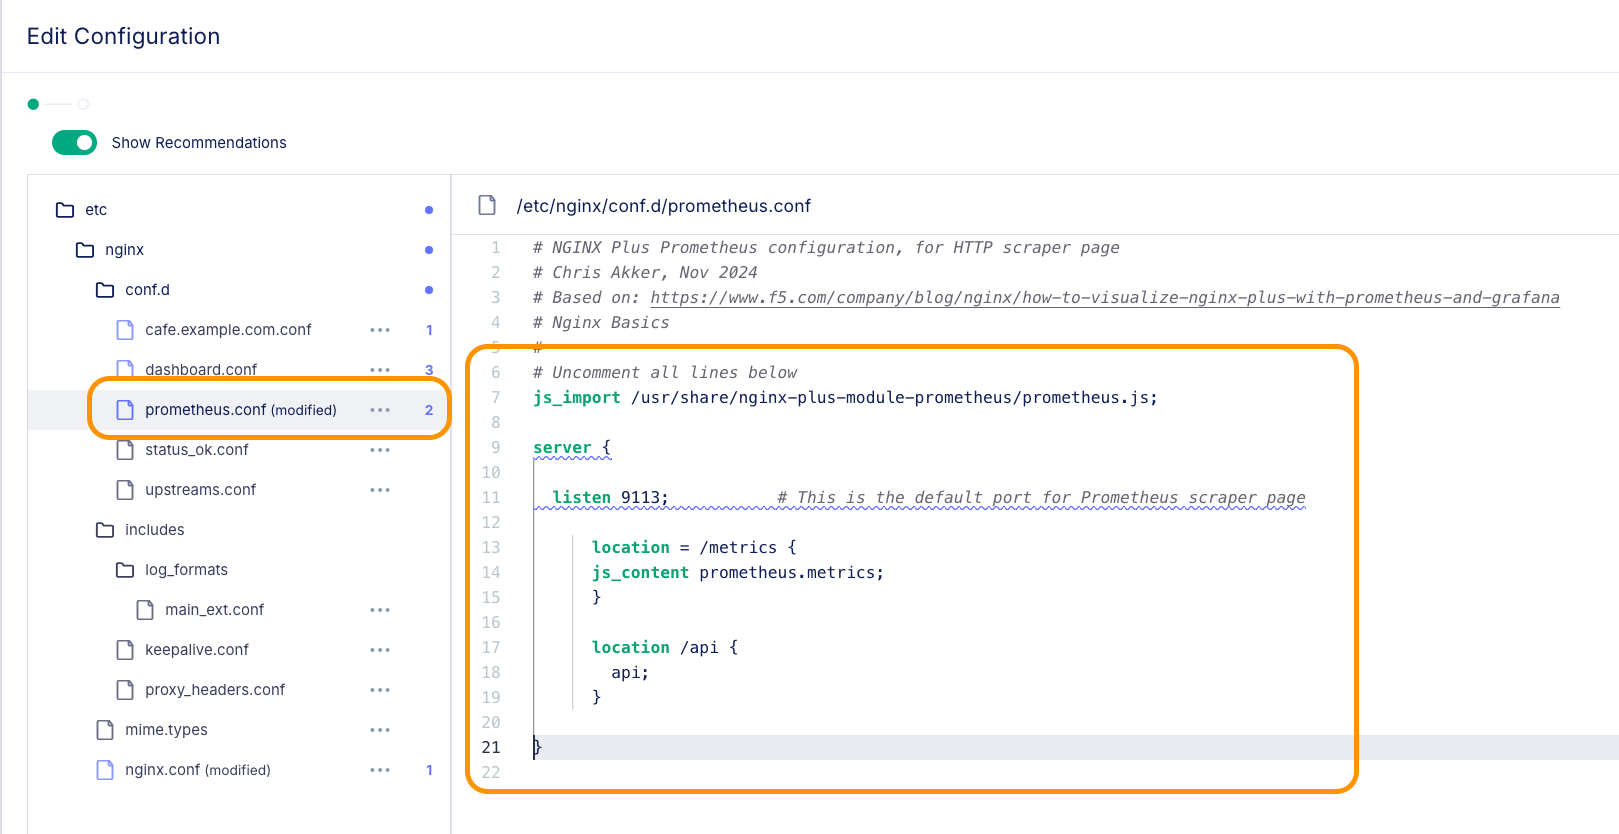 Edit Configuration
Show Recommendations
etc
nginx
conf.d
cafe.example.com.conf ••• 1
dashboard.conf ••• 3
prometheus.conf (modified) ••• 2
status_ok.conf •••
upstreams.conf •••
includes
log_formats
main_ext.conf •••
keepalive.conf •••
proxy_headers.conf •••
mime.types •••
nginx.conf (modified) ••• 1
/etc/nginx/conf.d/prometheus.conf
1 # NGINX Plus Prometheus configuration, for HTTP scraper page
2 # Chris Akker, Nov 2024
3 # Based on: https://www.f5.com/company/blog/nginx/how-to-visualize-nginx-plus-with-prometheus-and-grafana
4 # Nginx Basics
5 #
6 # Uncomment all lines below
7 js_import /usr/share/nginx-plus-module-prometheus/prometheus.js;
8
9 server {
10
11 listen 9113; # This is the default port for Prometheus scraper page
12
13 location = /metrics {
14 js_content prometheus.metrics;
15 }
16
17 location /api {
18 api;
19 }
20
21 }
22